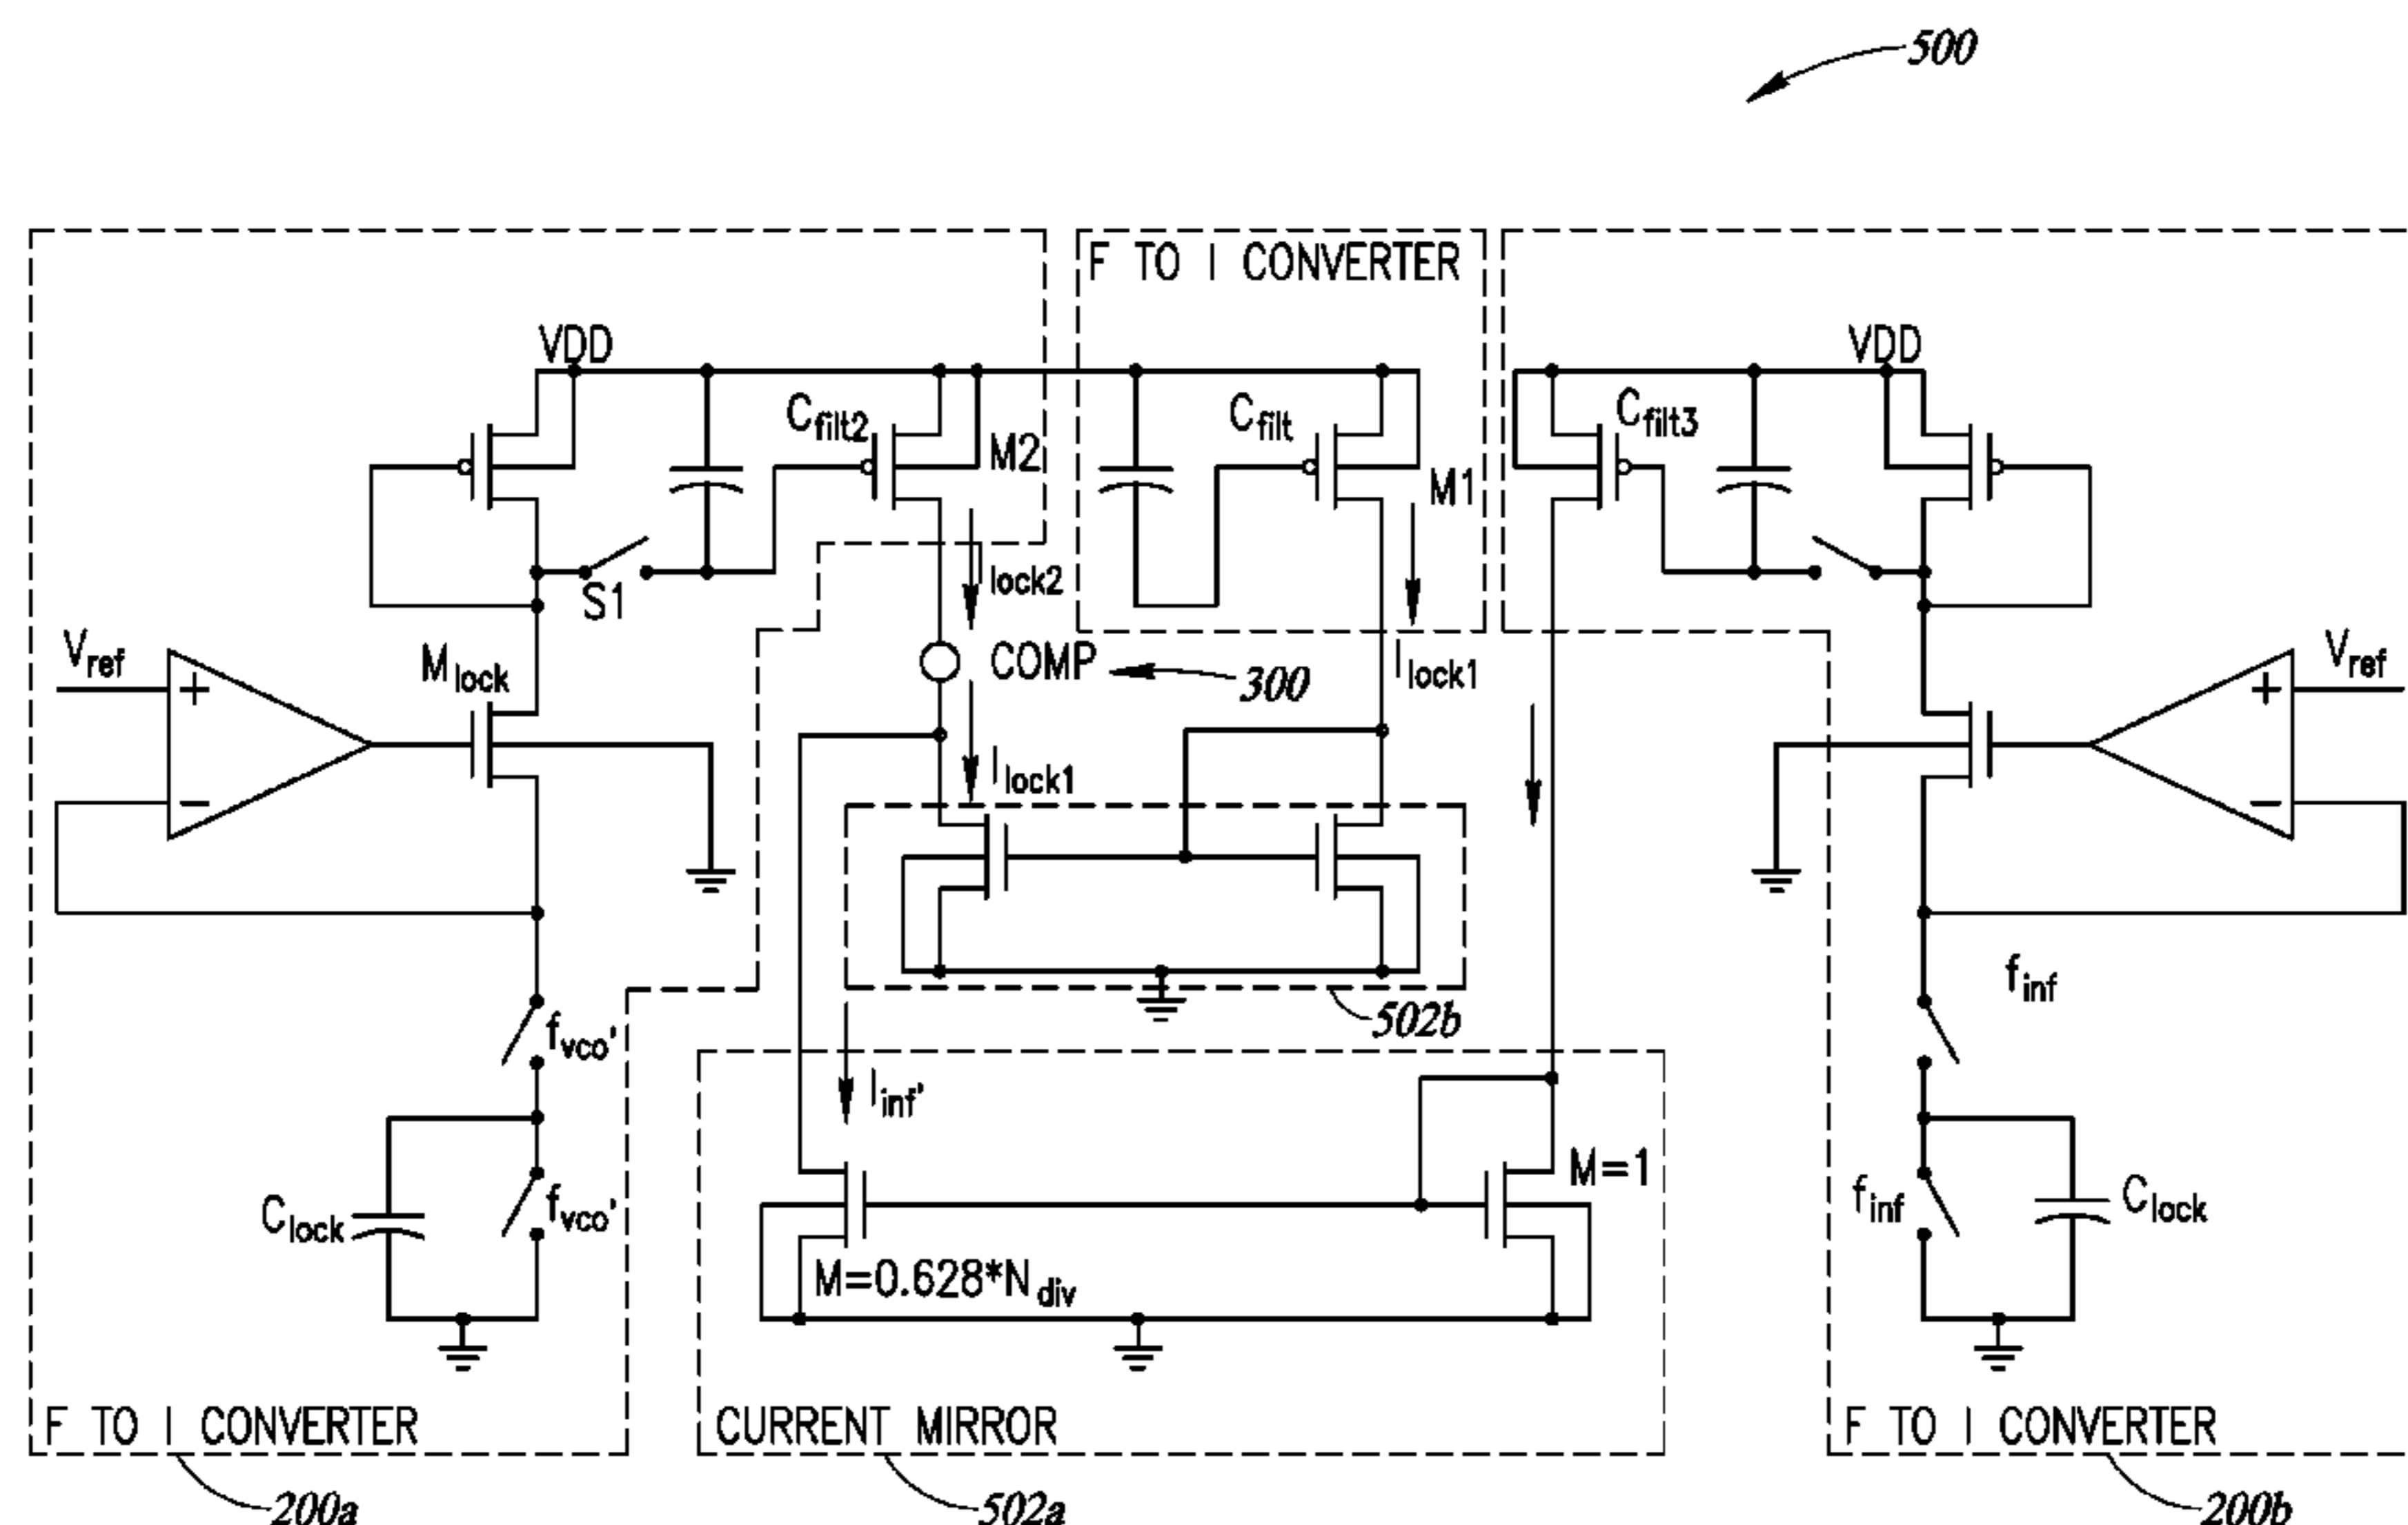 500
F TO I CONVERTER
VDD
VDD
Cfilt2
M2
Cfilt
M1
Cfilt3
S1
Ilock2
Vref
Mlock
COMP
300
Ilock1
Vref
+
+
Ilock1
−
−
finf
502b
fvco'
Iinf'
M=1
Clock
fvco'
finf
Clock
M=0.628*Ndiv
F TO I CONVERTER
CURRENT MIRROR
F TO I CONVERTER
200a
502a
200b